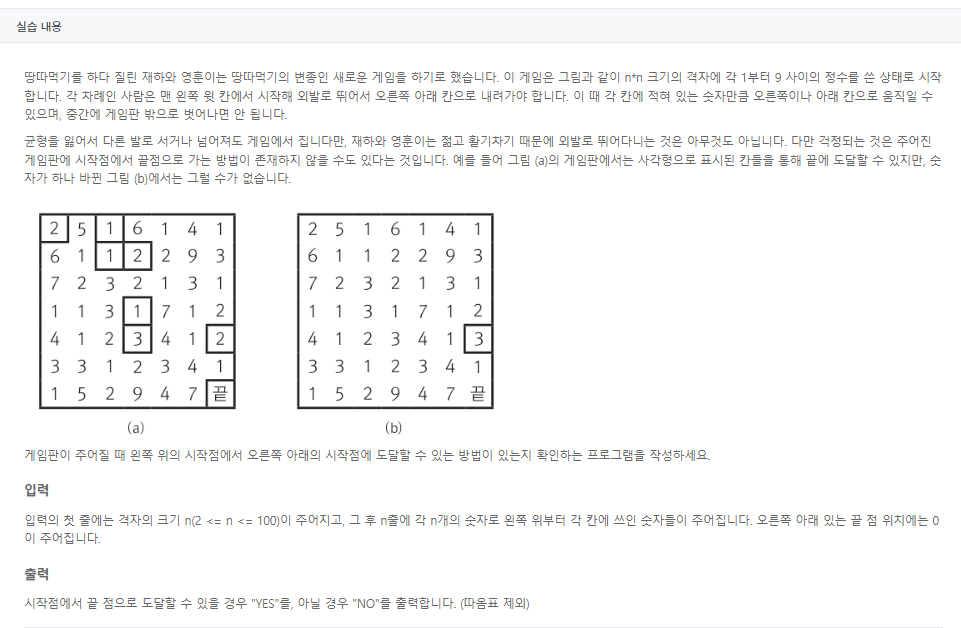 실습 내용
땅따먹기를 하다 질린 재하와 영훈이는 땅따먹기의 변종인 새로운 게임을 하기로 했습니다. 이 게임은 그림과 같이 n*n 크기의 격자에 각 1부터 9 사이의 정수를 쓴 상태로 시작
합니다. 각 차례인 사람은 맨 왼쪽 윗 칸에서 시작해 외발로 뛰어서 오른쪽 아래 칸으로 내려가야 합니다. 이 때 각 칸에 적혀 있는 숫자만큼 오른쪽이나 아래 칸으로 움직일 수
있으며, 중간에 게임판 밖으로 벗어나면 안 됩니다.
균형을 잃어서 다른 발로 서거나 넘어져도 게임에서 집니다만, 재하와 영훈이는 젊고 활기차기 때문에 외발로 뛰어다니는 것은 아무것도 아닙니다. 다만 걱정되는 것은 주어진
게임판에 시작점에서 끝점으로 가는 방법이 존재하지 않을 수도 있다는 것입니다. 예를 들어 그림 (a)의 게임판에서는 사각형으로 표시된 칸들을 통해 끝에 도달할 수 있지만, 숫
자가 하나 바뀐 그림 (b)에서는 그럴 수가 없습니다.
2 5 1 6 1 4 1
6 1 1 2 2 9 3
7 2 3 2 1 3 1
1 1 3 1 7 1 2
4 1 2 3 4 1 2
3 3 1 2 3 4 1
1 5 2 9 4 7 끝
(a)
2 5 1 6 1 4 1
6 1 1 2 2 9 3
7 2 3 2 1 3 1
1 1 3 1 7 1 2
4 1 2 3 4 1 3
3 3 1 2 3 4 1
1 5 2 9 4 7 끝
(b)
게임판이 주어질 때 왼쪽 위의 시작점에서 오른쪽 아래의 시작점에 도달할 수 있는 방법이 있는지 확인하는 프로그램을 작성하세요.
입력
입력의 첫 줄에는 격자의 크기 n(2 <= n <= 100)이 주어지고, 그 후 n줄에 각 n개의 숫자로 왼쪽 위부터 각 칸에 쓰인 숫자들이 주어집니다. 오른쪽 아래 있는 끝 점 위치에는 0
이 주어집니다.
출력
시작점에서 끝 점으로 도달할 수 있을 경우 "YES"를, 아닐 경우 "NO"를 출력합니다. (따옴표 제외)